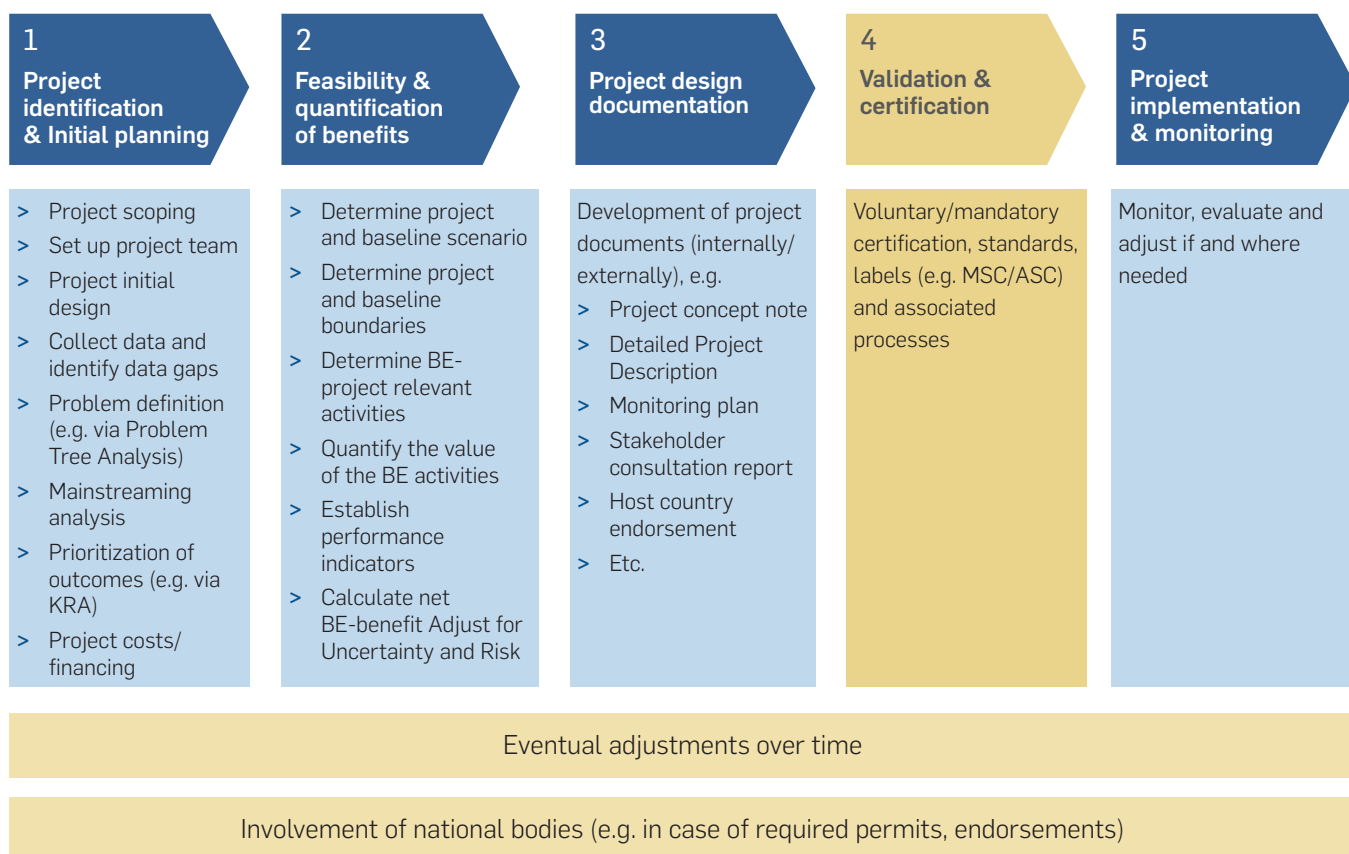 1
Project
identification
& Initial planning
2
Feasibility &
quantification
of benefits
3
Project design
documentation
4
Validation &
certification
5
Project
implementation
& monitoring
> Project scoping
> Set up project team
> Project initial
design
> Collect data and
identify data gaps
> Problem definition
(e.g. via Problem
Tree Analysis)
> Mainstreaming
analysis
> Prioritization of
outcomes (e.g. via
KRA)
> Project costs/
financing
> Determine project
and baseline scenario
> Determine project
and baseline
boundaries
> Determine BE-
project relevant
activities
> Quantify the value
of the BE activities
> Establish
performance
indicators
> Calculate net
BE-benefit Adjust for
Uncertainty and Risk
Development of project
documents (internally/
externally), e.g.
> Project concept note
> Detailed Project
Description
> Monitoring plan
> Stakeholder
consultation report
> Host country
endorsement
> Etc.
Voluntary/mandatory
certification, standards,
labels (e.g. MSC/ASC)
and associated
processes
Monitor, evaluate and
adjust if and where
needed
Eventual adjustments over time
Involvement of national bodies (e.g. in case of required permits, endorsements)